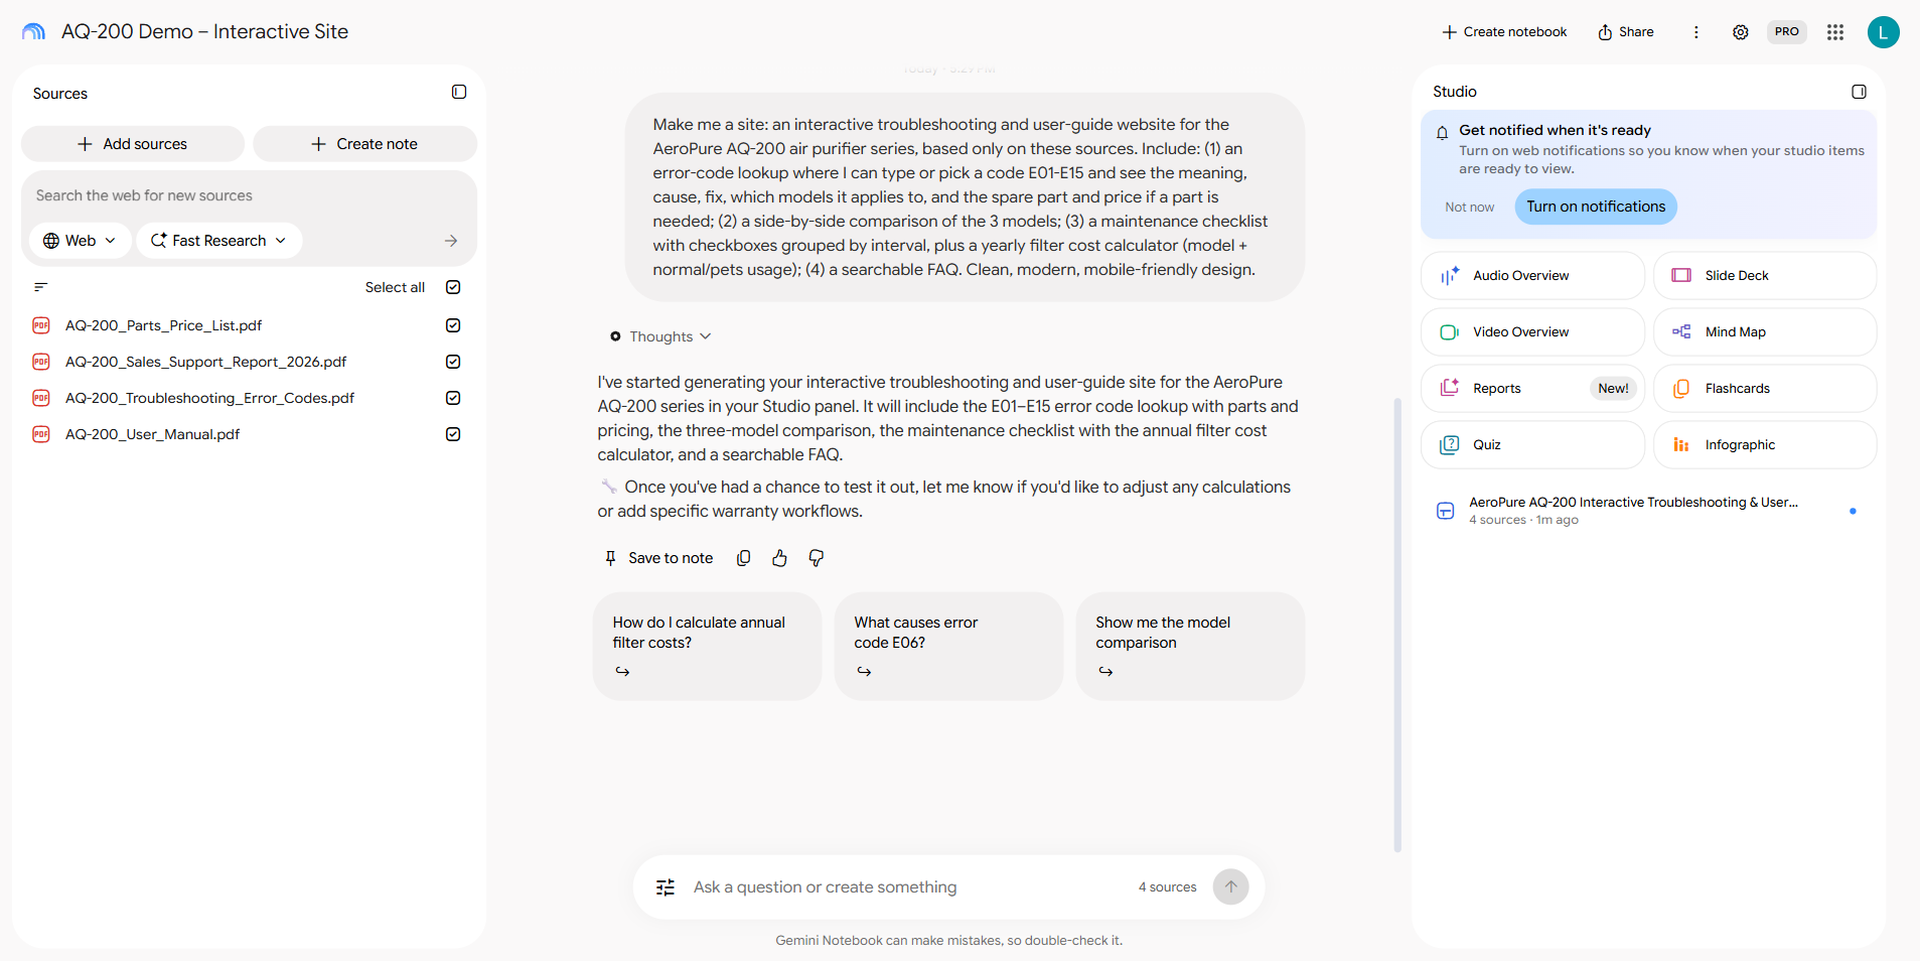 AQ-200 Demo – Interactive Site
Create notebook
Share
PRO
L
Sources
Add sources
Create note
Search the web for new sources
Web
Fast Research
Select all
AQ-200_Parts_Price_List.pdf
AQ-200_Sales_Support_Report_2026.pdf
AQ-200_Troubleshooting_Error_Codes.pdf
AQ-200_User_Manual.pdf
Make me a site: an interactive troubleshooting and user-guide website for the
AeroPure AQ-200 air purifier series, based only on these sources. Include: (1) an
error-code lookup where I can type or pick a code E01-E15 and see the meaning,
cause, fix, which models it applies to, and the spare part and price if a part is
needed; (2) a side-by-side comparison of the 3 models; (3) a maintenance checklist
with checkboxes grouped by interval, plus a yearly filter cost calculator (model +
normal/pets usage); (4) a searchable FAQ. Clean, modern, mobile-friendly design.
Thoughts
I've started generating your interactive troubleshooting and user-guide site for the AeroPure
AQ-200 series in your Studio panel. It will include the E01–E15 error code lookup with parts and
pricing, the three-model comparison, the maintenance checklist with the annual filter cost
calculator, and a searchable FAQ.
Once you've had a chance to test it out, let me know if you'd like to adjust any calculations
or add specific warranty workflows.
Save to note
How do I calculate annual
filter costs?
What causes error
code E06?
Show me the model
comparison
Ask a question or create something
4 sources
Gemini Notebook can make mistakes, so double-check it.
Studio
Get notified when it's ready
Turn on web notifications so you know when your studio items
are ready to view.
Not now
Turn on notifications
Audio Overview
Slide Deck
Video Overview
Mind Map
Reports
New!
Flashcards
Quiz
Infographic
AeroPure AQ-200 Interactive Troubleshooting & User...
4 sources · 1m ago